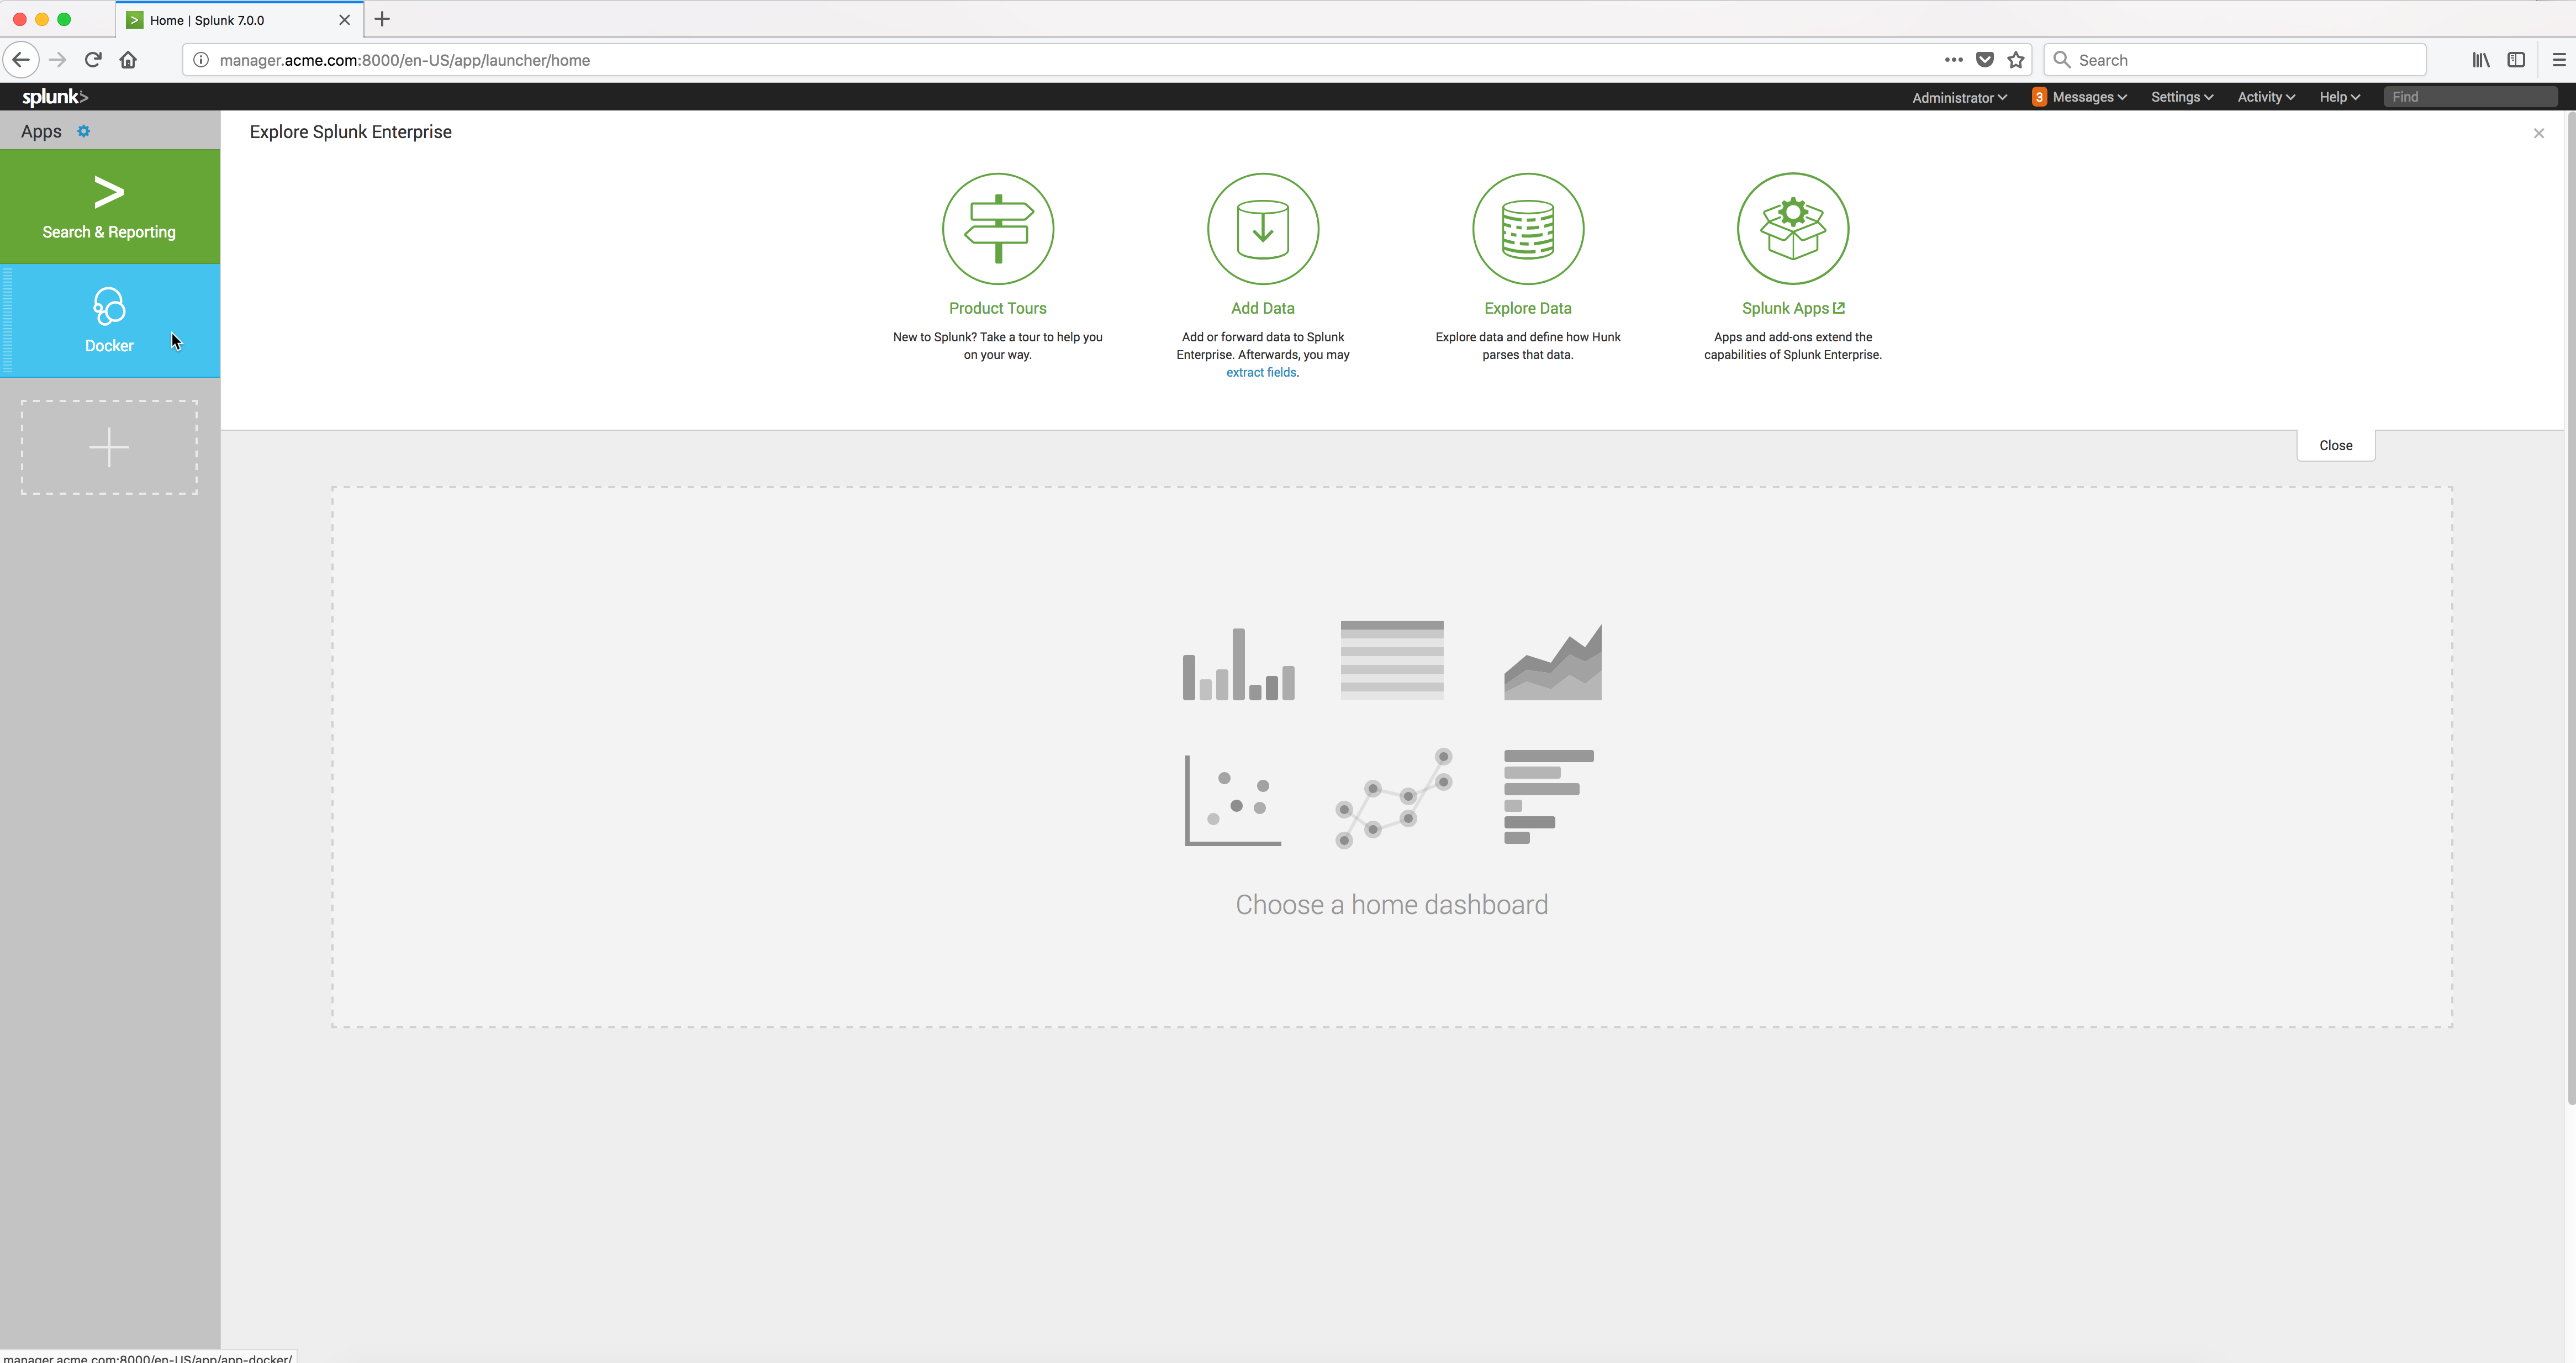 Home | Splunk 7.0.0
manager.acme.com:8000/en-US/app/launcher/home
Search
splunk>
Administrator
3 Messages
Settings
Activity
Help
Find
Apps
Explore Splunk Enterprise
Search & Reporting
Docker
Product Tours
New to Splunk? Take a tour to help you
on your way.
Add Data
Add or forward data to Splunk
Enterprise. Afterwards, you may
extract fields.
Explore Data
Explore data and define how Hunk
parses that data.
Splunk Apps
Apps and add-ons extend the
capabilities of Splunk Enterprise.
Close
Choose a home dashboard
manager.acme.com:8000/en-US/app/app-docker/